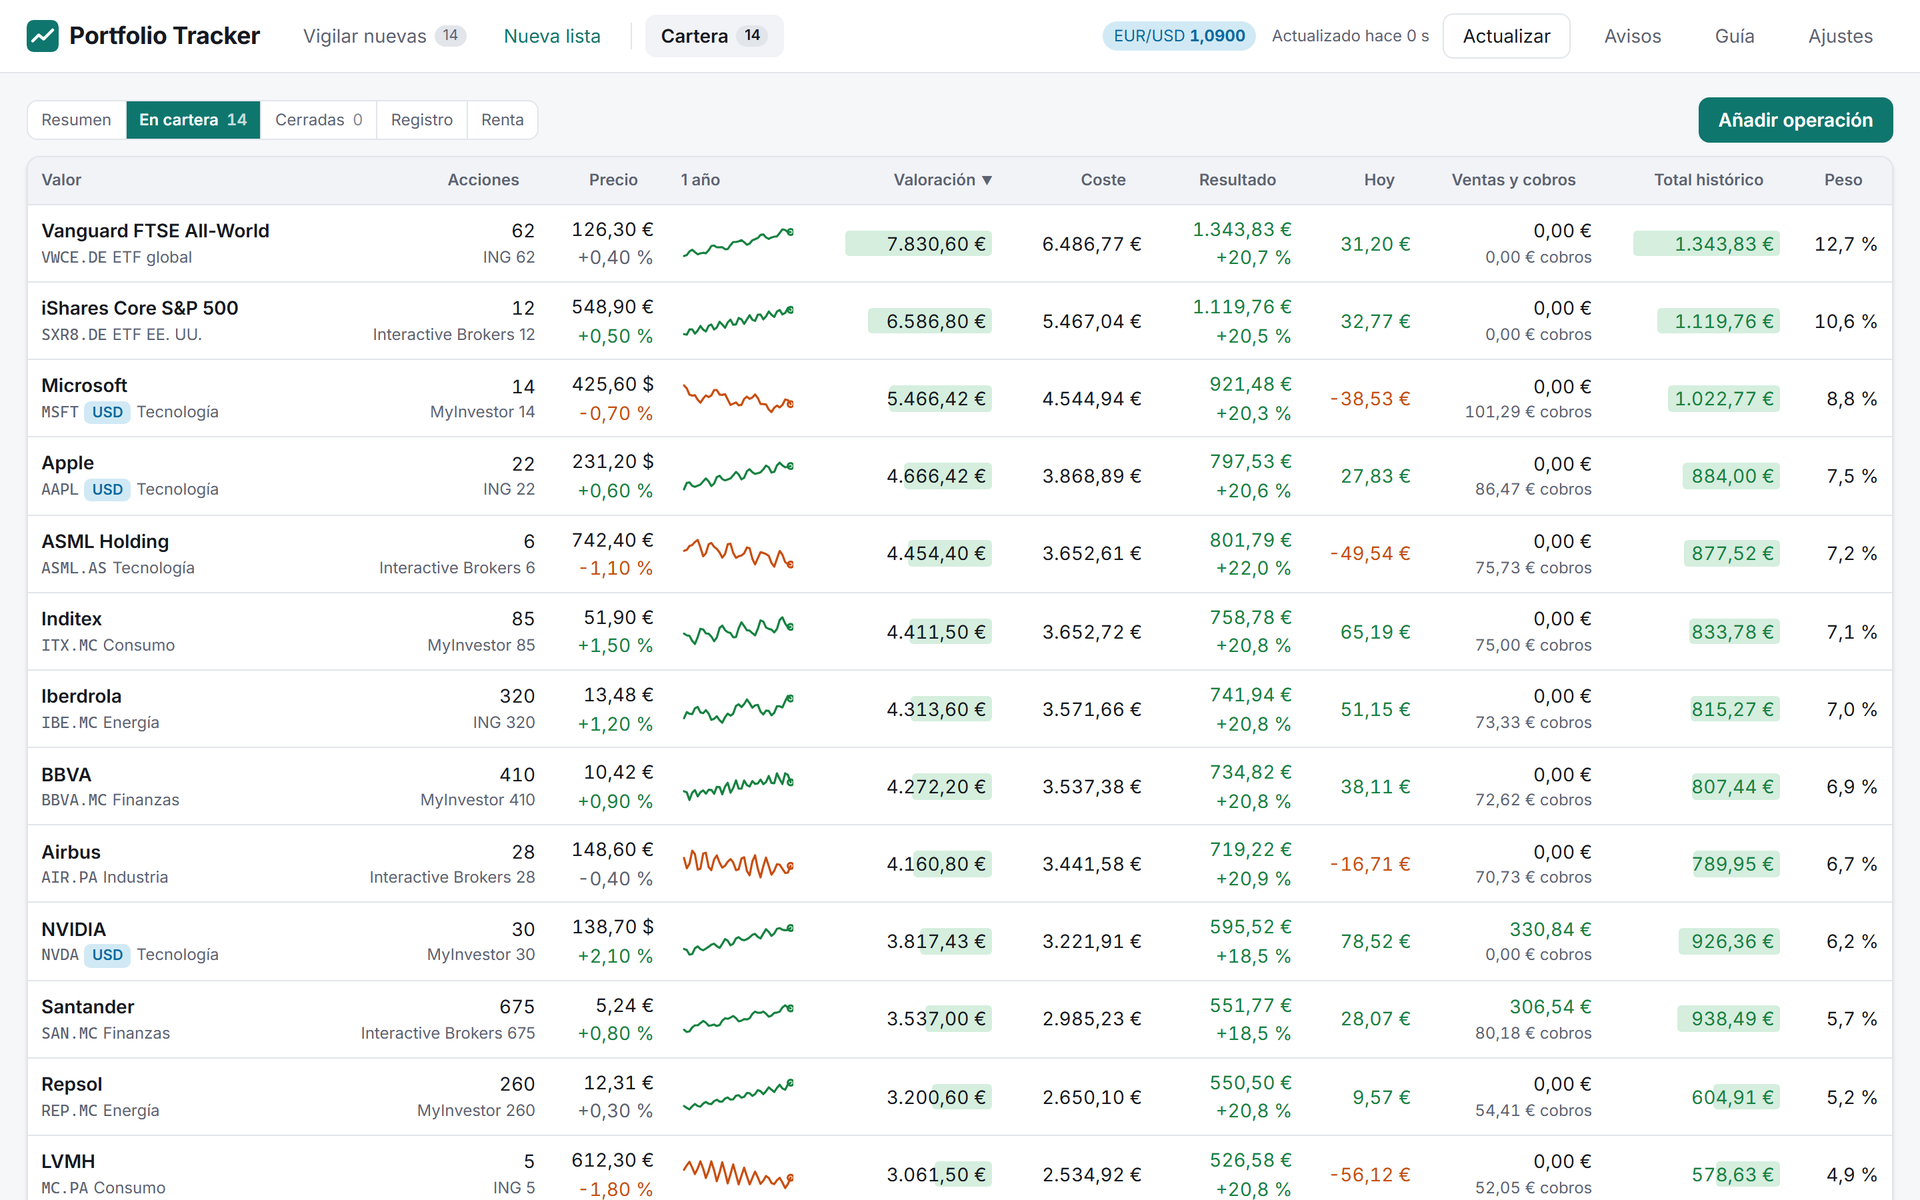 Portfolio Tracker Vigilar nuevas 14 Nueva lista Cartera 14 EUR/USD 1,0900 Actualizado hace 0 s Actualizar Avisos Guía Ajustes
Resumen En cartera 14 Cerradas 0 Registro Renta Añadir operación
Valor Acciones Precio 1 año Valoración ▼ Coste Resultado Hoy Ventas y cobros Total histórico Peso
Vanguard FTSE All-World 62 126,30 € 7.830,60 € 6.486,77 € 1.343,83 € 31,20 € 0,00 € 1.343,83 € 12,7 %
VWCE.DE ETF global ING 62 +0,40 % +20,7 % 0,00 € cobros
iShares Core S&P 500 12 548,90 € 6.586,80 € 5.467,04 € 1.119,76 € 32,77 € 0,00 € 1.119,76 € 10,6 %
SXR8.DE ETF EE. UU. Interactive Brokers 12 +0,50 % +20,5 % 0,00 € cobros
Microsoft 14 425,60 $ 5.466,42 € 4.544,94 € 921,48 € -38,53 € 0,00 € 1.022,77 € 8,8 %
MSFT USD Tecnología MyInvestor 14 -0,70 % +20,3 % 101,29 € cobros
Apple 22 231,20 $ 4.666,42 € 3.868,89 € 797,53 € 27,83 € 0,00 € 884,00 € 7,5 %
AAPL USD Tecnología ING 22 +0,60 % +20,6 % 86,47 € cobros
ASML Holding 6 742,40 € 4.454,40 € 3.652,61 € 801,79 € -49,54 € 0,00 € 877,52 € 7,2 %
ASML.AS Tecnología Interactive Brokers 6 -1,10 % +22,0 % 75,73 € cobros
Inditex 85 51,90 € 4.411,50 € 3.652,72 € 758,78 € 65,19 € 0,00 € 833,78 € 7,1 %
ITX.MC Consumo MyInvestor 85 +1,50 % +20,8 % 75,00 € cobros
Iberdrola 320 13,48 € 4.313,60 € 3.571,66 € 741,94 € 51,15 € 0,00 € 815,27 € 7,0 %
IBE.MC Energía ING 320 +1,20 % +20,8 % 73,33 € cobros
BBVA 410 10,42 € 4.272,20 € 3.537,38 € 734,82 € 38,11 € 0,00 € 807,44 € 6,9 %
BBVA.MC Finanzas MyInvestor 410 +0,90 % +20,8 % 72,62 € cobros
Airbus 28 148,60 € 4.160,80 € 3.441,58 € 719,22 € -16,71 € 0,00 € 789,95 € 6,7 %
AIR.PA Industria Interactive Brokers 28 -0,40 % +20,9 % 70,73 € cobros
NVIDIA 30 138,70 $ 3.817,43 € 3.221,91 € 595,52 € 78,52 € 330,84 € 926,36 € 6,2 %
NVDA USD Tecnología MyInvestor 30 +2,10 % +18,5 % 0,00 € cobros
Santander 675 5,24 € 3.537,00 € 2.985,23 € 551,77 € 28,07 € 306,54 € 938,49 € 5,7 %
SAN.MC Finanzas Interactive Brokers 675 +0,80 % +18,5 % 80,18 € cobros
Repsol 260 12,31 € 3.200,60 € 2.650,10 € 550,50 € 9,57 € 0,00 € 604,91 € 5,2 %
REP.MC Energía MyInvestor 260 +0,30 % +20,8 % 54,41 € cobros
LVMH 5 612,30 € 3.061,50 € 2.534,92 € 526,58 € -56,12 € 0,00 € 578,63 € 4,9 %
MC.PA Consumo ING 5 -1,80 % +20,8 % 52,05 € cobros